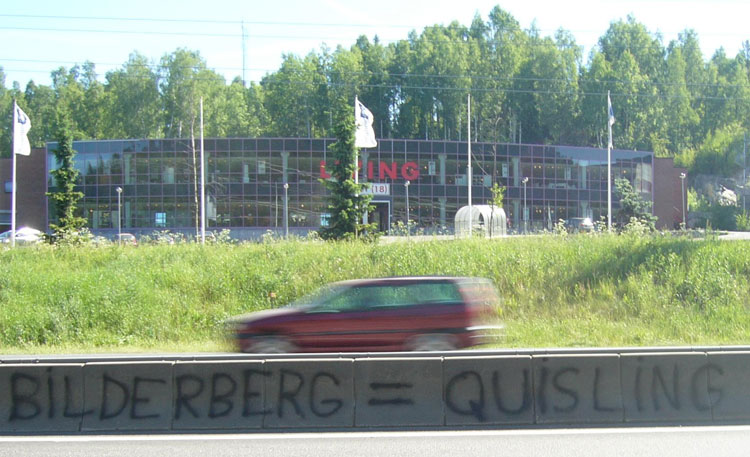 (18)
BILDERBERG = QUISLING